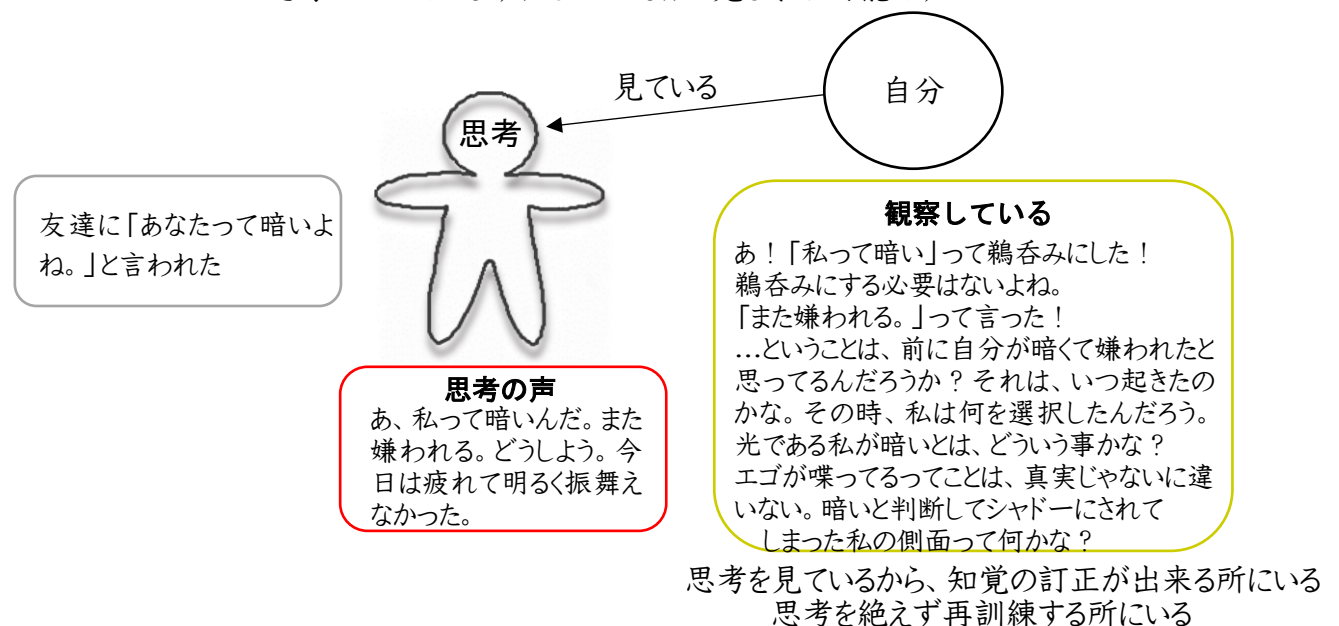 自分
見ている
思考
友達に「あなたって暗いよ
ね。」と言われた
思考の声
あ、私って暗いんだ。また
嫌われる。どうしよう。今
日は疲れて明るく振舞え
なかった。
観察している
あ！「私って暗い」って鵜呑みにした！
鵜呑みにする必要はないよね。
「また嫌われる。」って言った！
…ということは、前に自分が暗くて嫌われたと
思ってるんだろうか？それは、いつ起きたの
かな。その時、私は何を選択したんだろう。
光である私が暗いとは、どういう事かな？
エゴが喋ってるってことは、真実じゃないに違
いない。暗いと判断してシャドーにされて
しまった私の側面って何かな？
思考を見ているから、知覚の訂正が出来る所にいる
思考を絶えず再訓練する所にいる